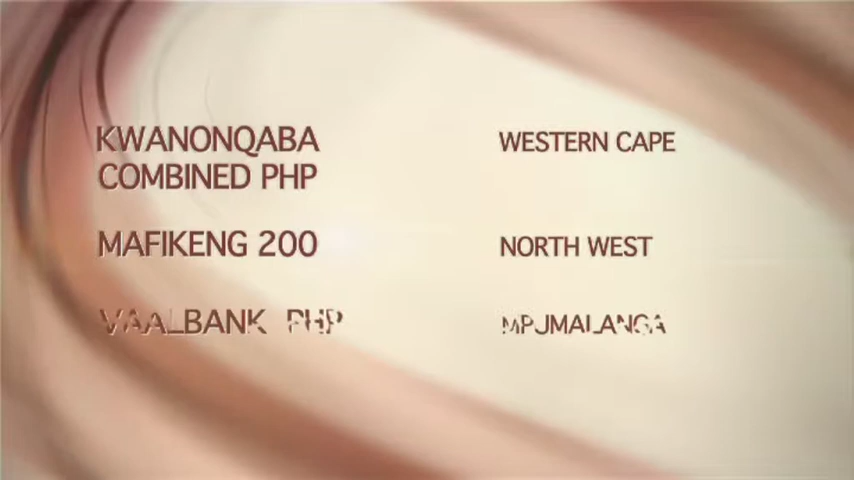 KWANONQABA
COMBINED PHP
WESTERN CAPE
MAFIKENG 200
NORTH WEST
VAALBANK PHP
MPUMALANGA